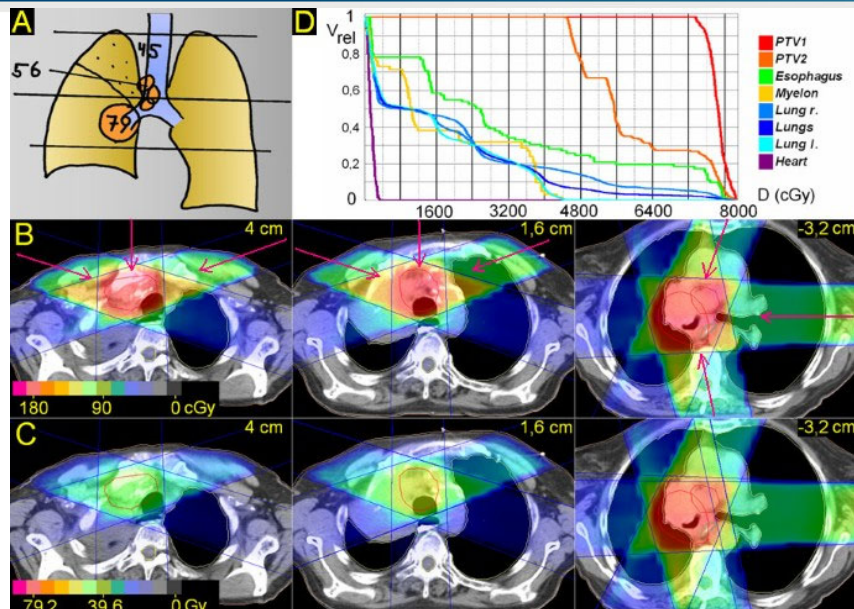 A
45
56
79
D
V rel
1
0,8
0,6
0,4
0,2
0
1600 3200 4800 6400 8000
D (cGy)
PTV1
PTV2
Esophagus
Myelon
Lung r.
Lungs
Lung l.
Heart
B
4 cm
1,6 cm
-3,2 cm
180 90 0 cGy
C
4 cm
1,6 cm
-3,2 cm
79.2 39.6 0 Gy